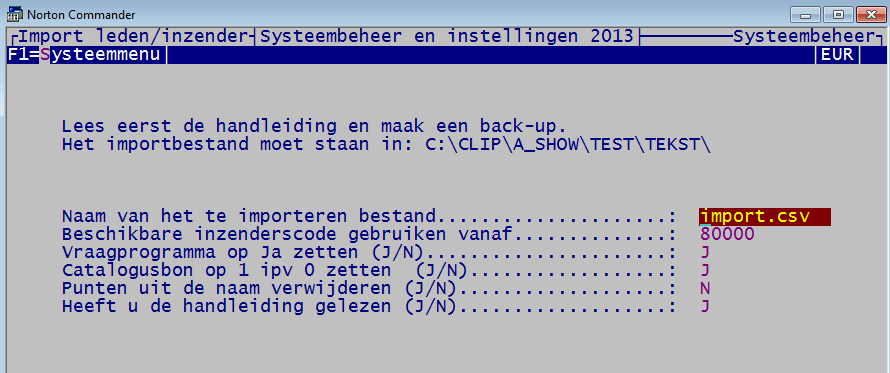 Norton Commander
Import leden/inzender Systeembeheer en instellingen 2013 Systeembeheer
F1=Systeemmenu EUR
Lees eerst de handleiding en maak een back-up.
Het importbestand moet staan in: C:\CLIP\A_SHOW\TEST\TEKST\
Naam van het te importeren bestand.....................: import.csv
Beschikbare inzenderscode gebruiken vanaf..............: 80000
Vraagprogramma op Ja zetten (J/N)......................: J
Catalogusbon op 1 ipv 0 zetten  (J/N)..................: J
Punten uit de naam verwijderen (J/N)...................: N
Heeft u de handleiding gelezen (J/N)...................: J